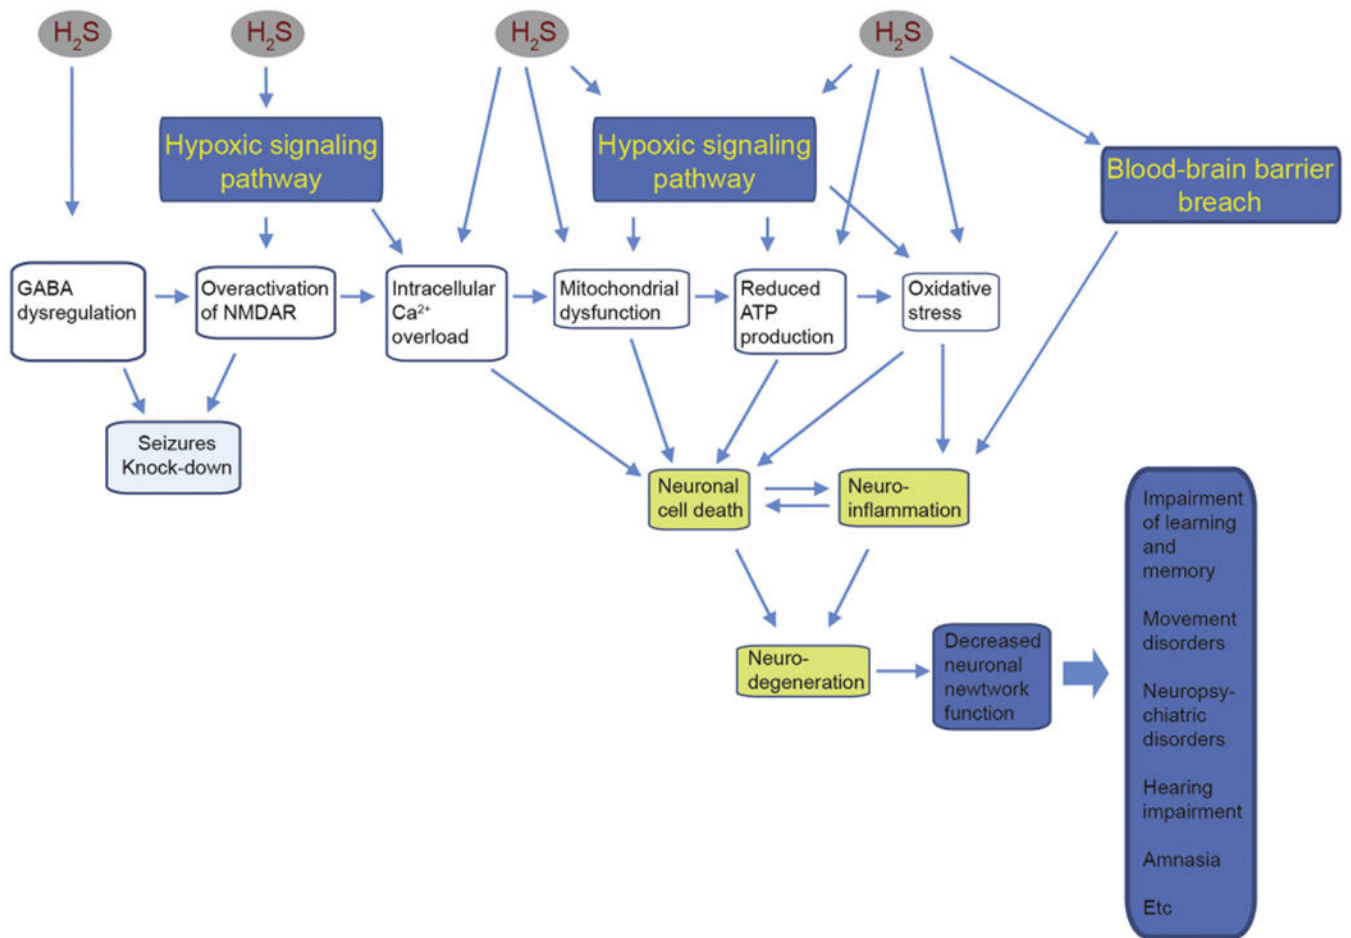 H₂S
H₂S
H₂S
H₂S
Hypoxic signaling
pathway
Hypoxic signaling
pathway
Blood-brain barrier
breach
GABA
dysregulation
Overactivation
of NMDAR
Intracellular
Ca²⁺
overload
Mitochondrial
dysfunction
Reduced
ATP
production
Oxidative
stress
Seizures
Knock-down
Neuronal
cell death
Neuro-
inflammation
Neuro-
degeneration
Decreased
neuronal
newtwork
function
Impairment
of learning
and
memory
Movement
disorders
Neuropsy-
chiatric
disorders
Hearing
impairment
Amnasia
Etc